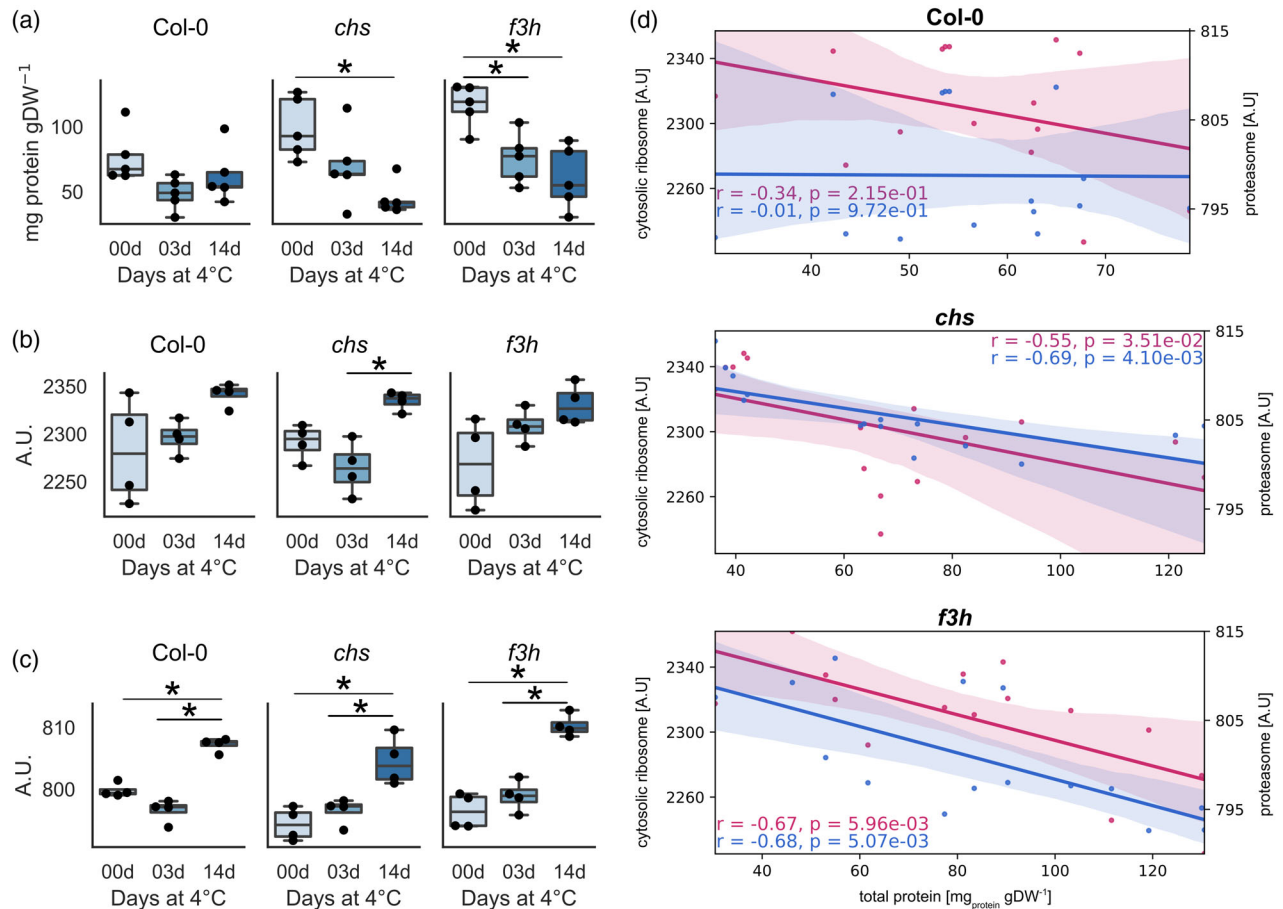 (a)
Col-0 chs f3h
mg protein gDW⁻¹
100
50
* * *
00d 03d 14d 00d 03d 14d 00d 03d 14d
Days at 4°C Days at 4°C Days at 4°C
(b)
Col-0 chs f3h
A.U.
2350
2300
2250
*
00d 03d 14d 00d 03d 14d 00d 03d 14d
Days at 4°C Days at 4°C Days at 4°C
(c)
Col-0 chs f3h
A.U.
810
800
* * * * * *
00d 03d 14d 00d 03d 14d 00d 03d 14d
Days at 4°C Days at 4°C Days at 4°C
(d)
Col-0
cytosolic ribosome [A.U]
2340
2300
2260
r = -0.34, p = 2.15e-01
r = -0.01, p = 9.72e-01
815
805
795
proteasome [A.U]
40 50 60 70
chs
cytosolic ribosome [A.U]
2340
2300
2260
r = -0.55, p = 3.51e-02
r = -0.69, p = 4.10e-03
815
805
795
proteasome [A.U]
40 60 80 100 120
f3h
cytosolic ribosome [A.U]
2340
2300
2260
r = -0.67, p = 5.96e-03
r = -0.68, p = 5.07e-03
815
805
795
proteasome [A.U]
40 60 80 100 120
total protein [mgprotein gDW⁻¹]